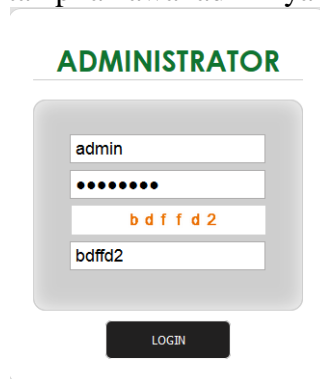 ADMINISTRATOR
admin
••••••••
b d f f d 2
bdffd2
LOGIN